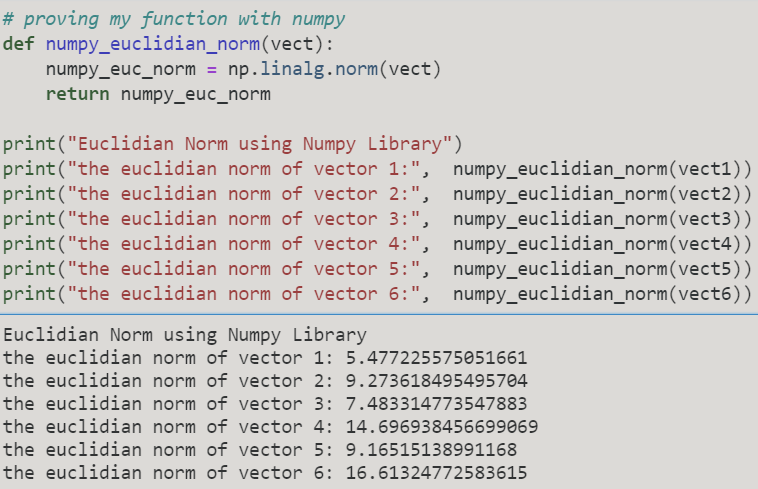 # proving my function with numpy
def numpy_euclidian_norm(vect):
    numpy_euc_norm = np.linalg.norm(vect)
    return numpy_euc_norm
print("Euclidian Norm using Numpy Library")
print("the euclidian norm of vector 1:",  numpy_euclidian_norm(vect1))
print("the euclidian norm of vector 2:",  numpy_euclidian_norm(vect2))
print("the euclidian norm of vector 3:",  numpy_euclidian_norm(vect3))
print("the euclidian norm of vector 4:",  numpy_euclidian_norm(vect4))
print("the euclidian norm of vector 5:",  numpy_euclidian_norm(vect5))
print("the euclidian norm of vector 6:",  numpy_euclidian_norm(vect6))
Euclidian Norm using Numpy Library
the euclidian norm of vector 1: 5.477225575051661
the euclidian norm of vector 2: 9.273618495495704
the euclidian norm of vector 3: 7.483314773547883
the euclidian norm of vector 4: 14.696938456699069
the euclidian norm of vector 5: 9.16515138991168
the euclidian norm of vector 6: 16.61324772583615